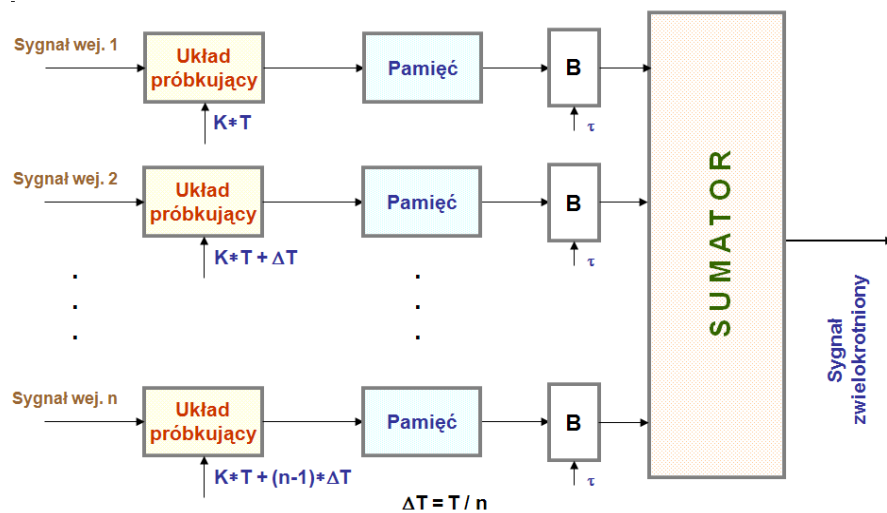 Sygnał wej. 1
Układ
próbkujący
Pamięć
B
K*T
τ
Sygnał wej. 2
Układ
próbkujący
Pamięć
B
K*T + ΔT
τ
SUMATOR
Sygnał
zwielokrotniony
Sygnał wej. n
Układ
próbkujący
Pamięć
B
K*T + (n-1)*ΔT
τ
ΔT = T / n